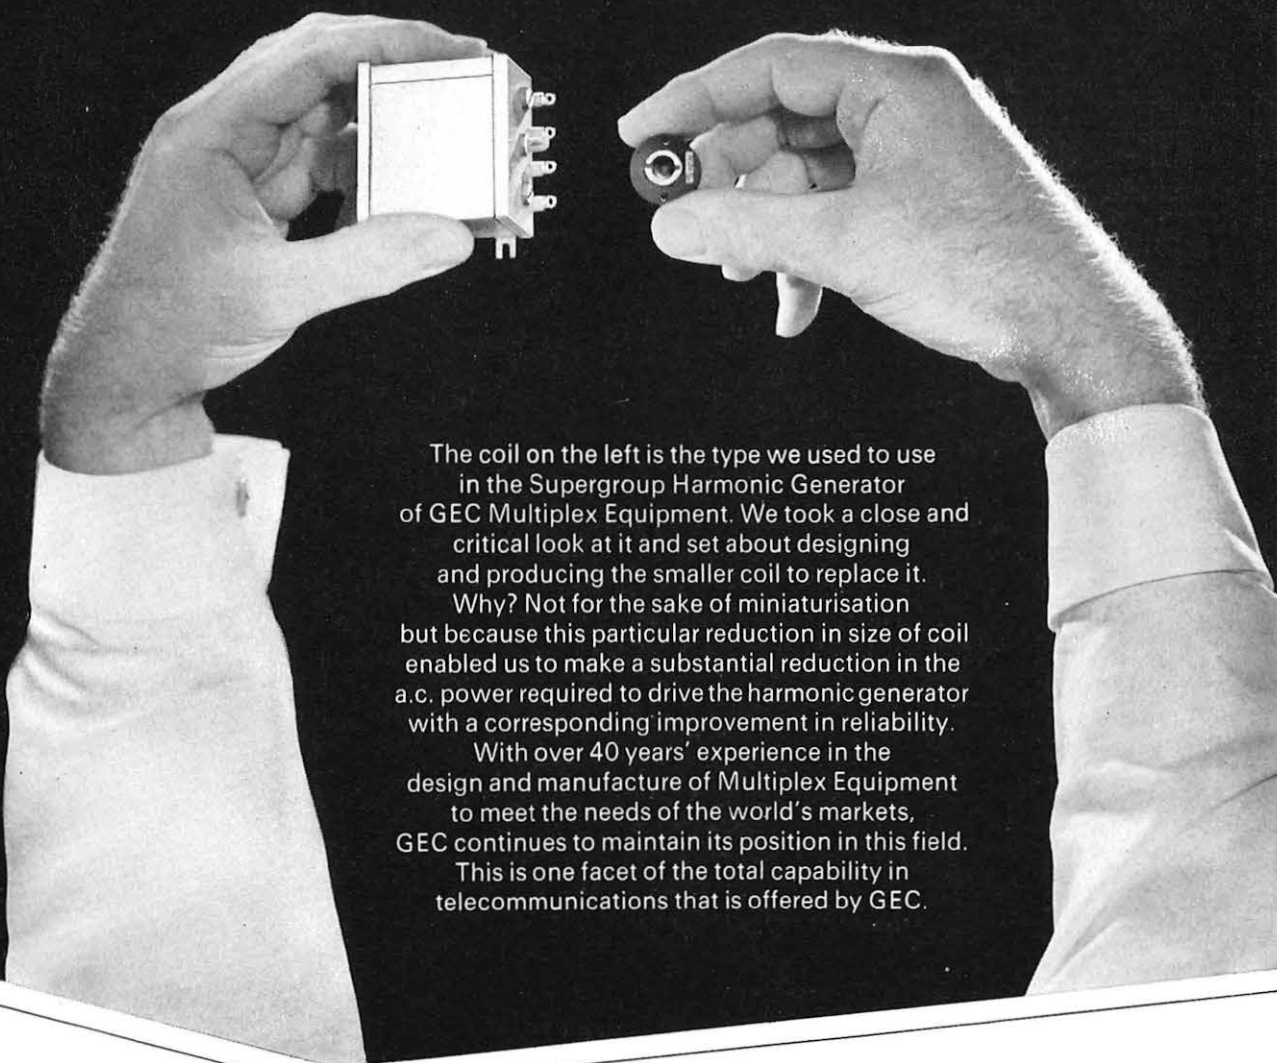 The coil on the left is the type we used to use
in the Supergroup Harmonic Generator
of GEC Multiplex Equipment. We took a close and
critical look at it and set about designing
and producing the smaller coil to replace it.
Why? Not for the sake of miniaturisation
but because this particular reduction in size of coil
enabled us to make a substantial reduction in the
a.c. power required to drive the harmonic generator
with a corresponding improvement in reliability.
With over 40 years' experience in the
design and manufacture of Multiplex Equipment
to meet the needs of the world's markets,
GEC continues to maintain its position in this field.
This is one facet of the total capability in
telecommunications that is offered by GEC.